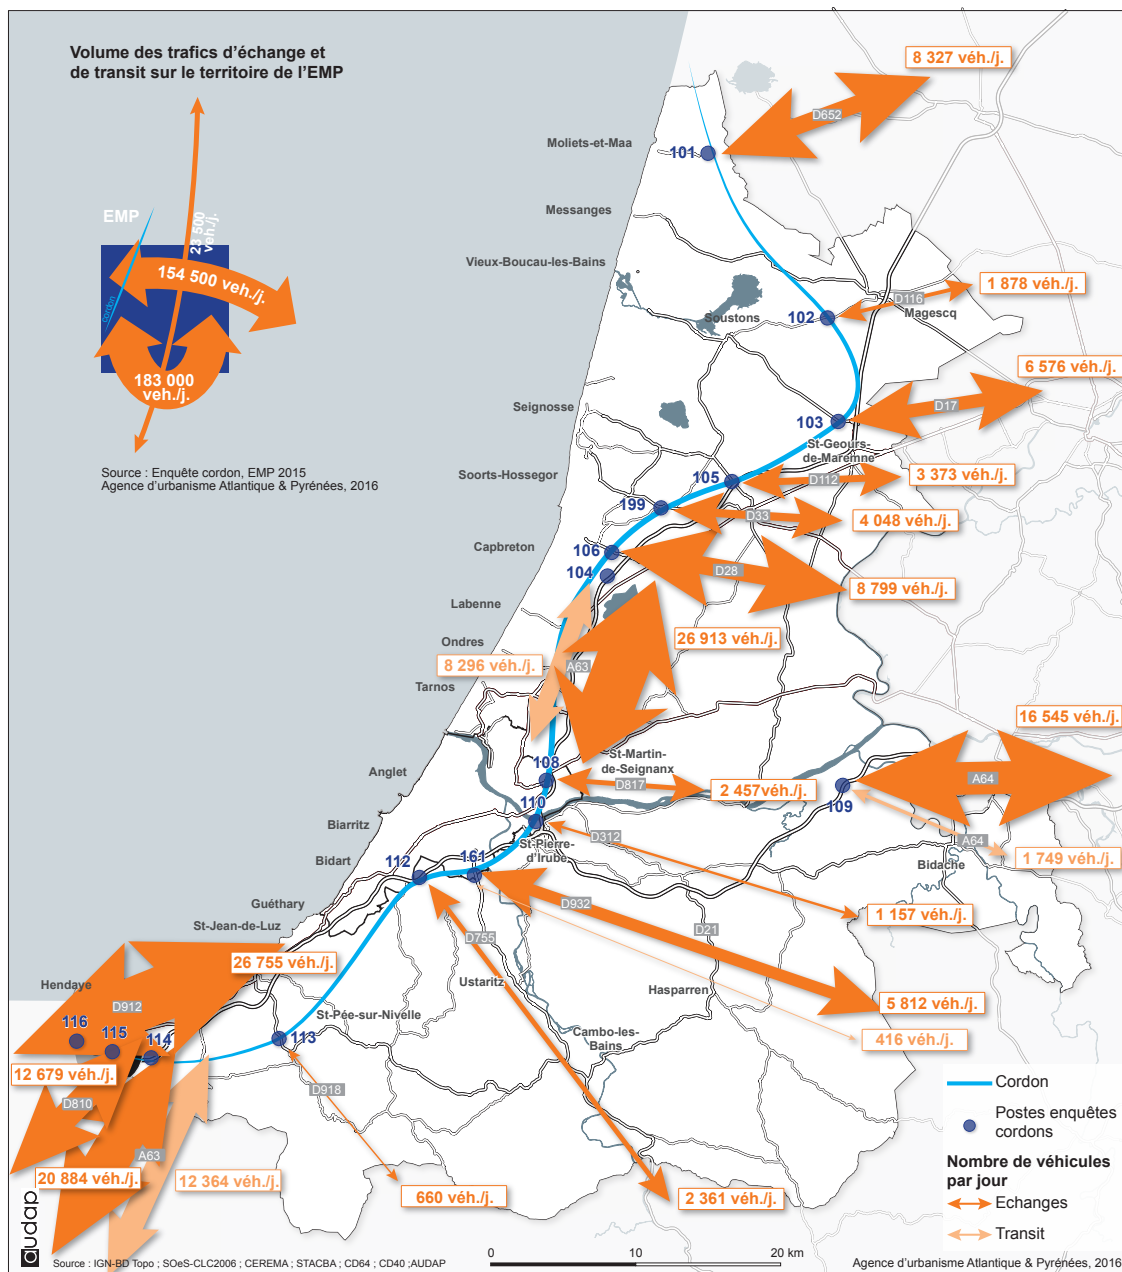 Volume des trafics d'échange et
de transit sur le territoire de l'EMP
EMP
cordon
23 500
veh./j.
154 500 veh./j.
183 000
veh./j.
Source : Enquête cordon, EMP 2015
Agence d'urbanisme Atlantique & Pyrénées, 2016
8 327 véh./j.
D652
Moliets-et-Maa
101
Messanges
Vieux-Boucau-les-Bains
1 878 véh./j.
D116
Magescq
Soustons
102
6 576 véh./j.
D17
Seignosse
103
St-Geours-
de-Maremne
Soorts-Hossegor
105
D112
3 373 véh./j.
199
D33
4 048 véh./j.
Capbreton
106
104
D28
8 799 véh./j.
Labenne
Ondres
26 913 véh./j.
8 296 véh./j.
A63
Tarnos
16 545 véh./j.
St-Martin-
de-Seignanx
108
Anglet
D817
2 457véh./j.
A64
109
110
Biarritz
D312
St-Pierre-
d'Irube
A64
1 749 véh./j.
Bidart
112
161
Bidache
Guéthary
D932
1 157 véh./j.
St-Jean-de-Luz
D21
D755
26 755 véh./j.
Ustaritz
Hasparren
Hendaye
D912
5 812 véh./j.
St-Pée-sur-Nivelle
116
115
114
113
Cambo-les-
Bains
416 véh./j.
12 679 véh./j.
D810
D918
A63
20 884 véh./j.
12 364 véh./j.
660 véh./j.
2 361 véh./j.
Cordon
Postes enquêtes
cordons
Nombre de véhicules
par jour
Echanges
Transit
audap
0 10 20 km
Source : IGN-BD Topo ; SOeS-CLC2006 ; CEREMA ; STACBA ; CD64 ; CD40 ;AUDAP
Agence d'urbanisme Atlantique & Pyrénées, 2016